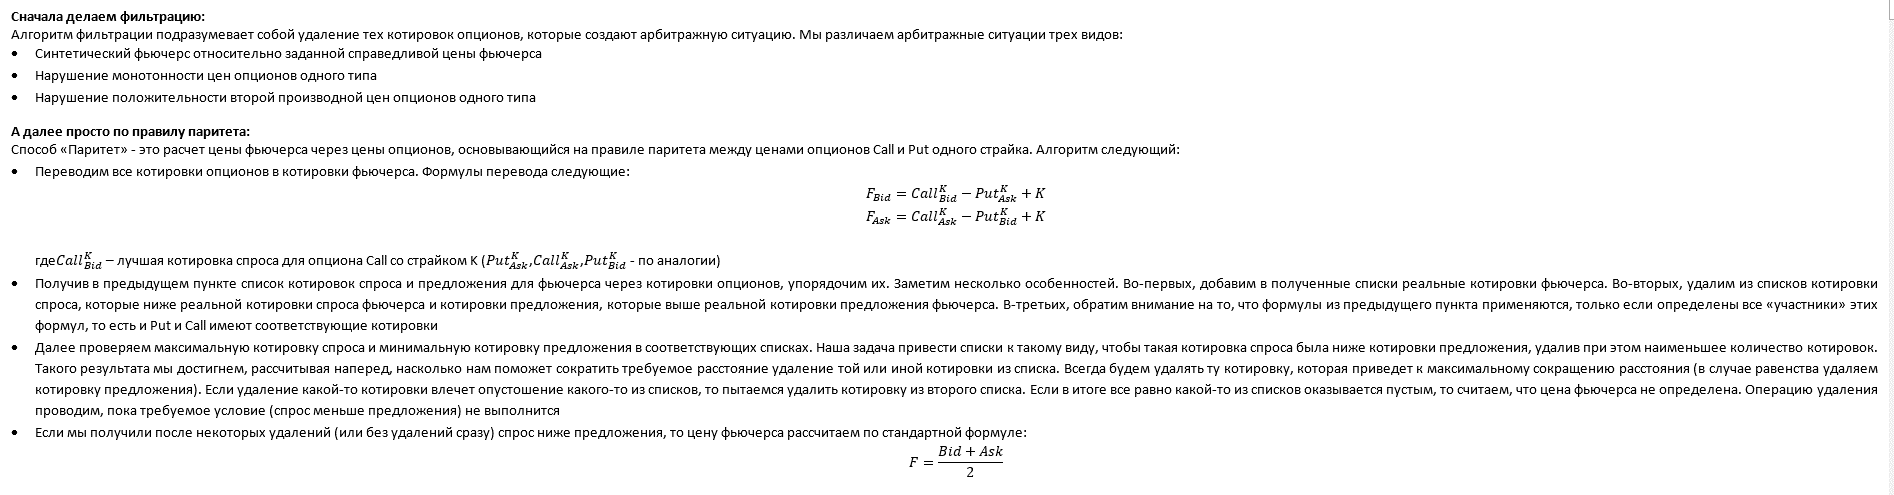 Сначала делаем фильтрацию:
Алгоритм фильтрации подразумевает собой удаление тех котировок опционов, которые создают арбитражную ситуацию. Мы различаем арбитражные ситуации трех видов:
• Синтетический фьючерс относительно заданной справедливой цены фьючерса
• Нарушение монотонности цен опционов одного типа
• Нарушение положительности второй производной цен опционов одного типа
А далее просто по правилу паритета:
Способ «Паритет» - это расчет цены фьючерса через цены опционов, основывающийся на правиле паритета между ценами опционов Call и Put одного страйка. Алгоритм следующий:
• Переводим все котировки опционов в котировки фьючерса. Формулы перевода следующие:
F_Bid = Call^K_Bid − Put^K_Ask + K
F_Ask = Call^K_Ask − Put^K_Bid + K
гдеCall^K_Bid – лучшая котировка спроса для опциона Call со страйком К (Put^K_Ask,Call^K_Ask,Put^K_Bid - по аналогии)
• Получив в предыдущем пункте список котировок спроса и предложения для фьючерса через котировки опционов, упорядочим их. Заметим несколько особенностей. Во-первых, добавим в полученные списки реальные котировки фьючерса. Во-вторых, удалим из списков котировки
спроса, которые ниже реальной котировки спроса фьючерса и котировки предложения, которые выше реальной котировки предложения фьючерса. В-третьих, обратим внимание на то, что формулы из предыдущего пункта применяются, только если определены все «участники» этих
формул, то есть и Put и Call имеют соответствующие котировки
• Далее проверяем максимальную котировку спроса и минимальную котировку предложения в соответствующих списках. Наша задача привести списки к такому виду, чтобы такая котировка спроса была ниже котировки предложения, удалив при этом наименьшее количество котировок.
Такого результата мы достигнем, рассчитывая наперед, насколько нам поможет сократить требуемое расстояние удаление той или иной котировки из списка. Всегда будем удалять ту котировку, которая приведет к максимальному сокращению расстояния (в случае равенства удаляем
котировку предложения). Если удаление какой-то котировки влечет опустошение какого-то из списков, то пытаемся удалить котировку из второго списка. Если в итоге все равно какой-то из списков оказывается пустым, то считаем, что цена фьючерса не определена. Операцию удаления
проводим, пока требуемое условие (спрос меньше предложения) не выполнится
• Если мы получили после некоторых удалений (или без удалений сразу) спрос ниже предложения, то цену фьючерса рассчитаем по стандартной формуле:
F = (Bid + Ask) / 2